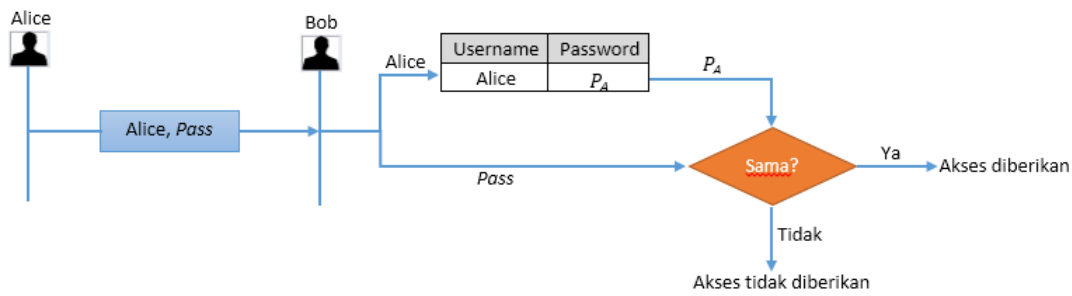 Alice
Bob
Alice, Pass
Alice
Username Password
Alice P_A
P_A
Pass
Sama?
Ya
Akses diberikan
Tidak
Akses tidak diberikan